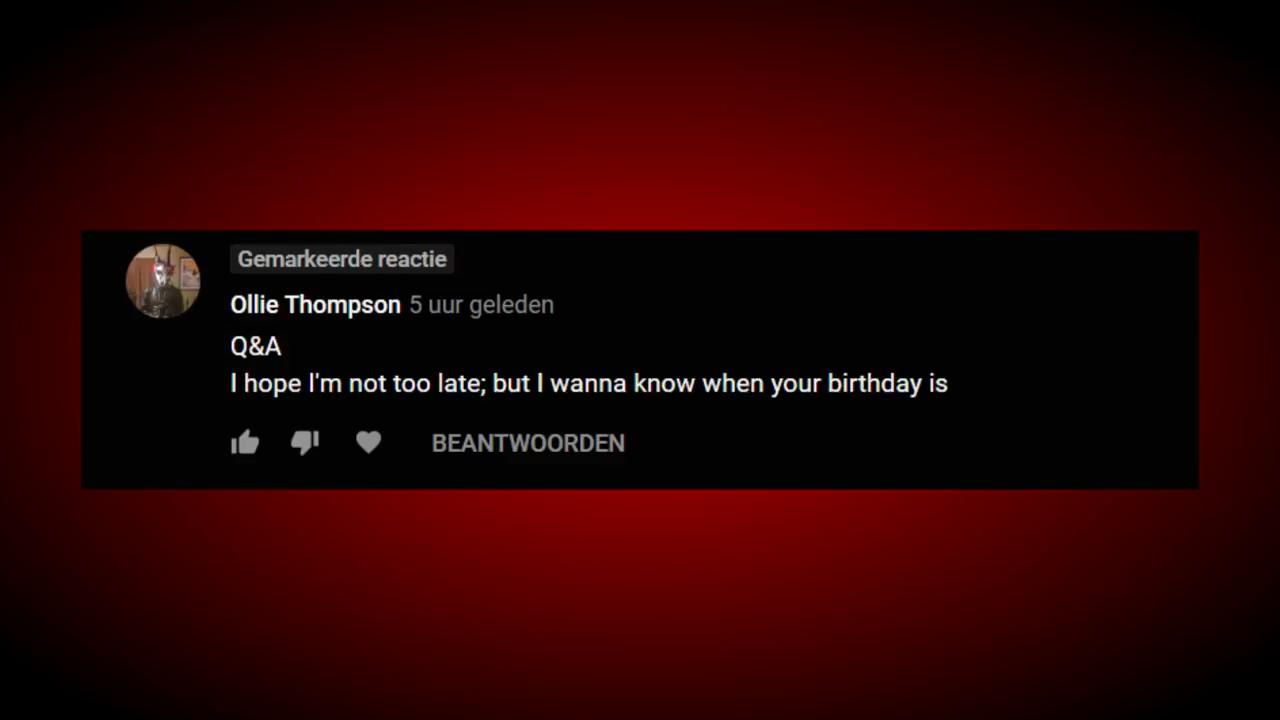 Gemarkeerde reactie
Ollie Thompson 5 uur geleden
Q&A
I hope I'm not too late; but I wanna know when your birthday is
BEANTWOORDEN